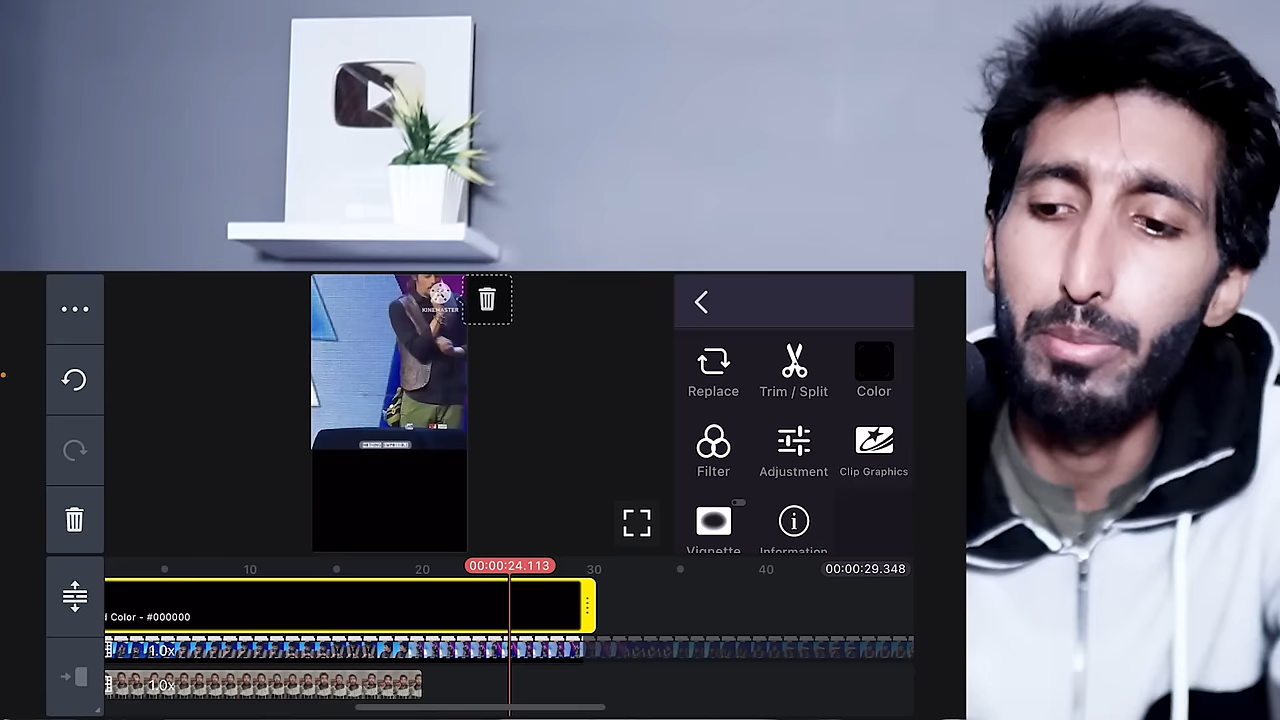 KINEMASTER
Replace
Trim / Split
Color
Filter
Adjustment
Clip Graphics
Vignette
Information
10
20
00:00:24.113
30
40
00:00:29.348
d Color - #000000
1.0x
1.0x